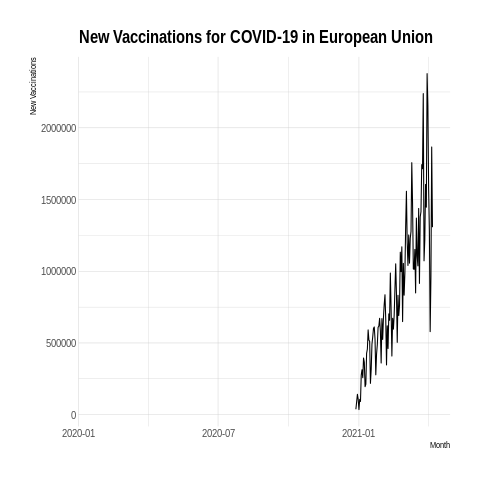 New Vaccinations for COVID-19 in European Union
New Vaccinations
2000000
1500000
1000000
500000
0
2020-01
2020-07
2021-01
Month